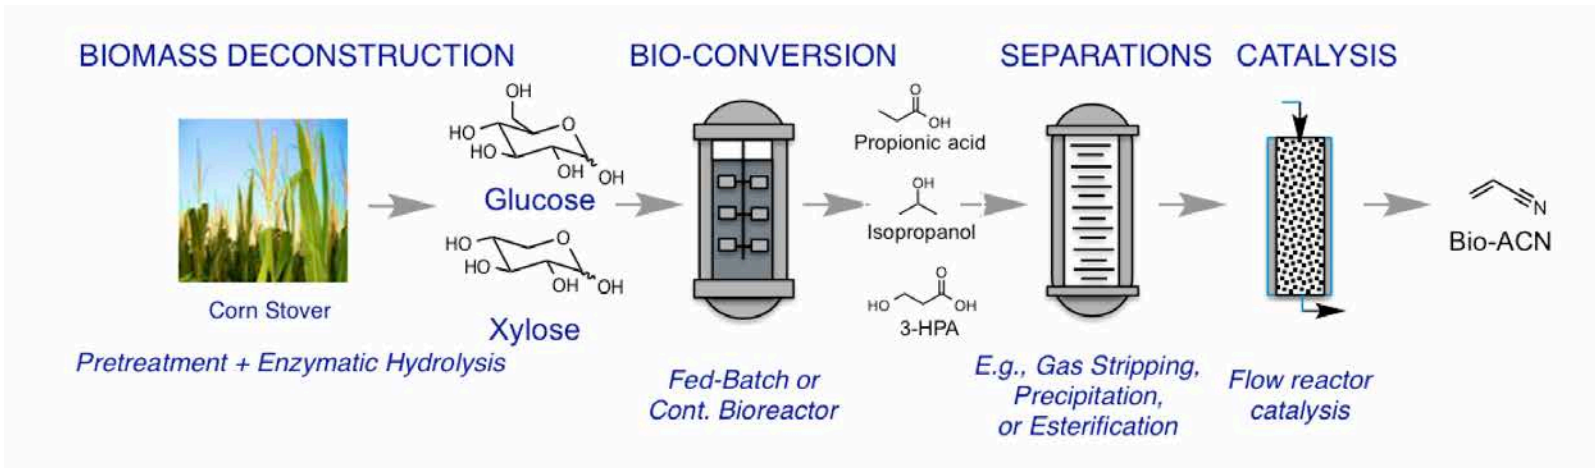 BIOMASS DECONSTRUCTION
BIO-CONVERSION
SEPARATIONS
CATALYSIS
OH
HO
O
HO
OH
OH
Glucose
HO
O
HO
OH
OH
Xylose
Corn Stover
Pretreatment + Enzymatic Hydrolysis
O
OH
Propionic acid
OH
Isopropanol
O
HO
OH
3-HPA
Fed-Batch or
Cont. Bioreactor
E.g., Gas Stripping,
Precipitation,
or Esterification
Flow reactor
catalysis
N
Bio-ACN